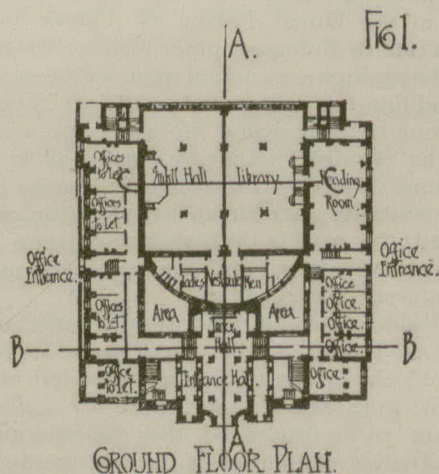 FIG 1.
A.
Offices
to Let
Small Hall
Library
Reading
Room.
Offices
to Let.
Office
Entrance.
Ladies
Vestibule
Men
Office
Entrance.
Offices
to Let.
Area
Area
Inner
Hall.
Office
Office.
Office.
Office.
B
B
Office
to Let.
Entrance Hall.
Office.
A
GROUND FLOOR PLAN.